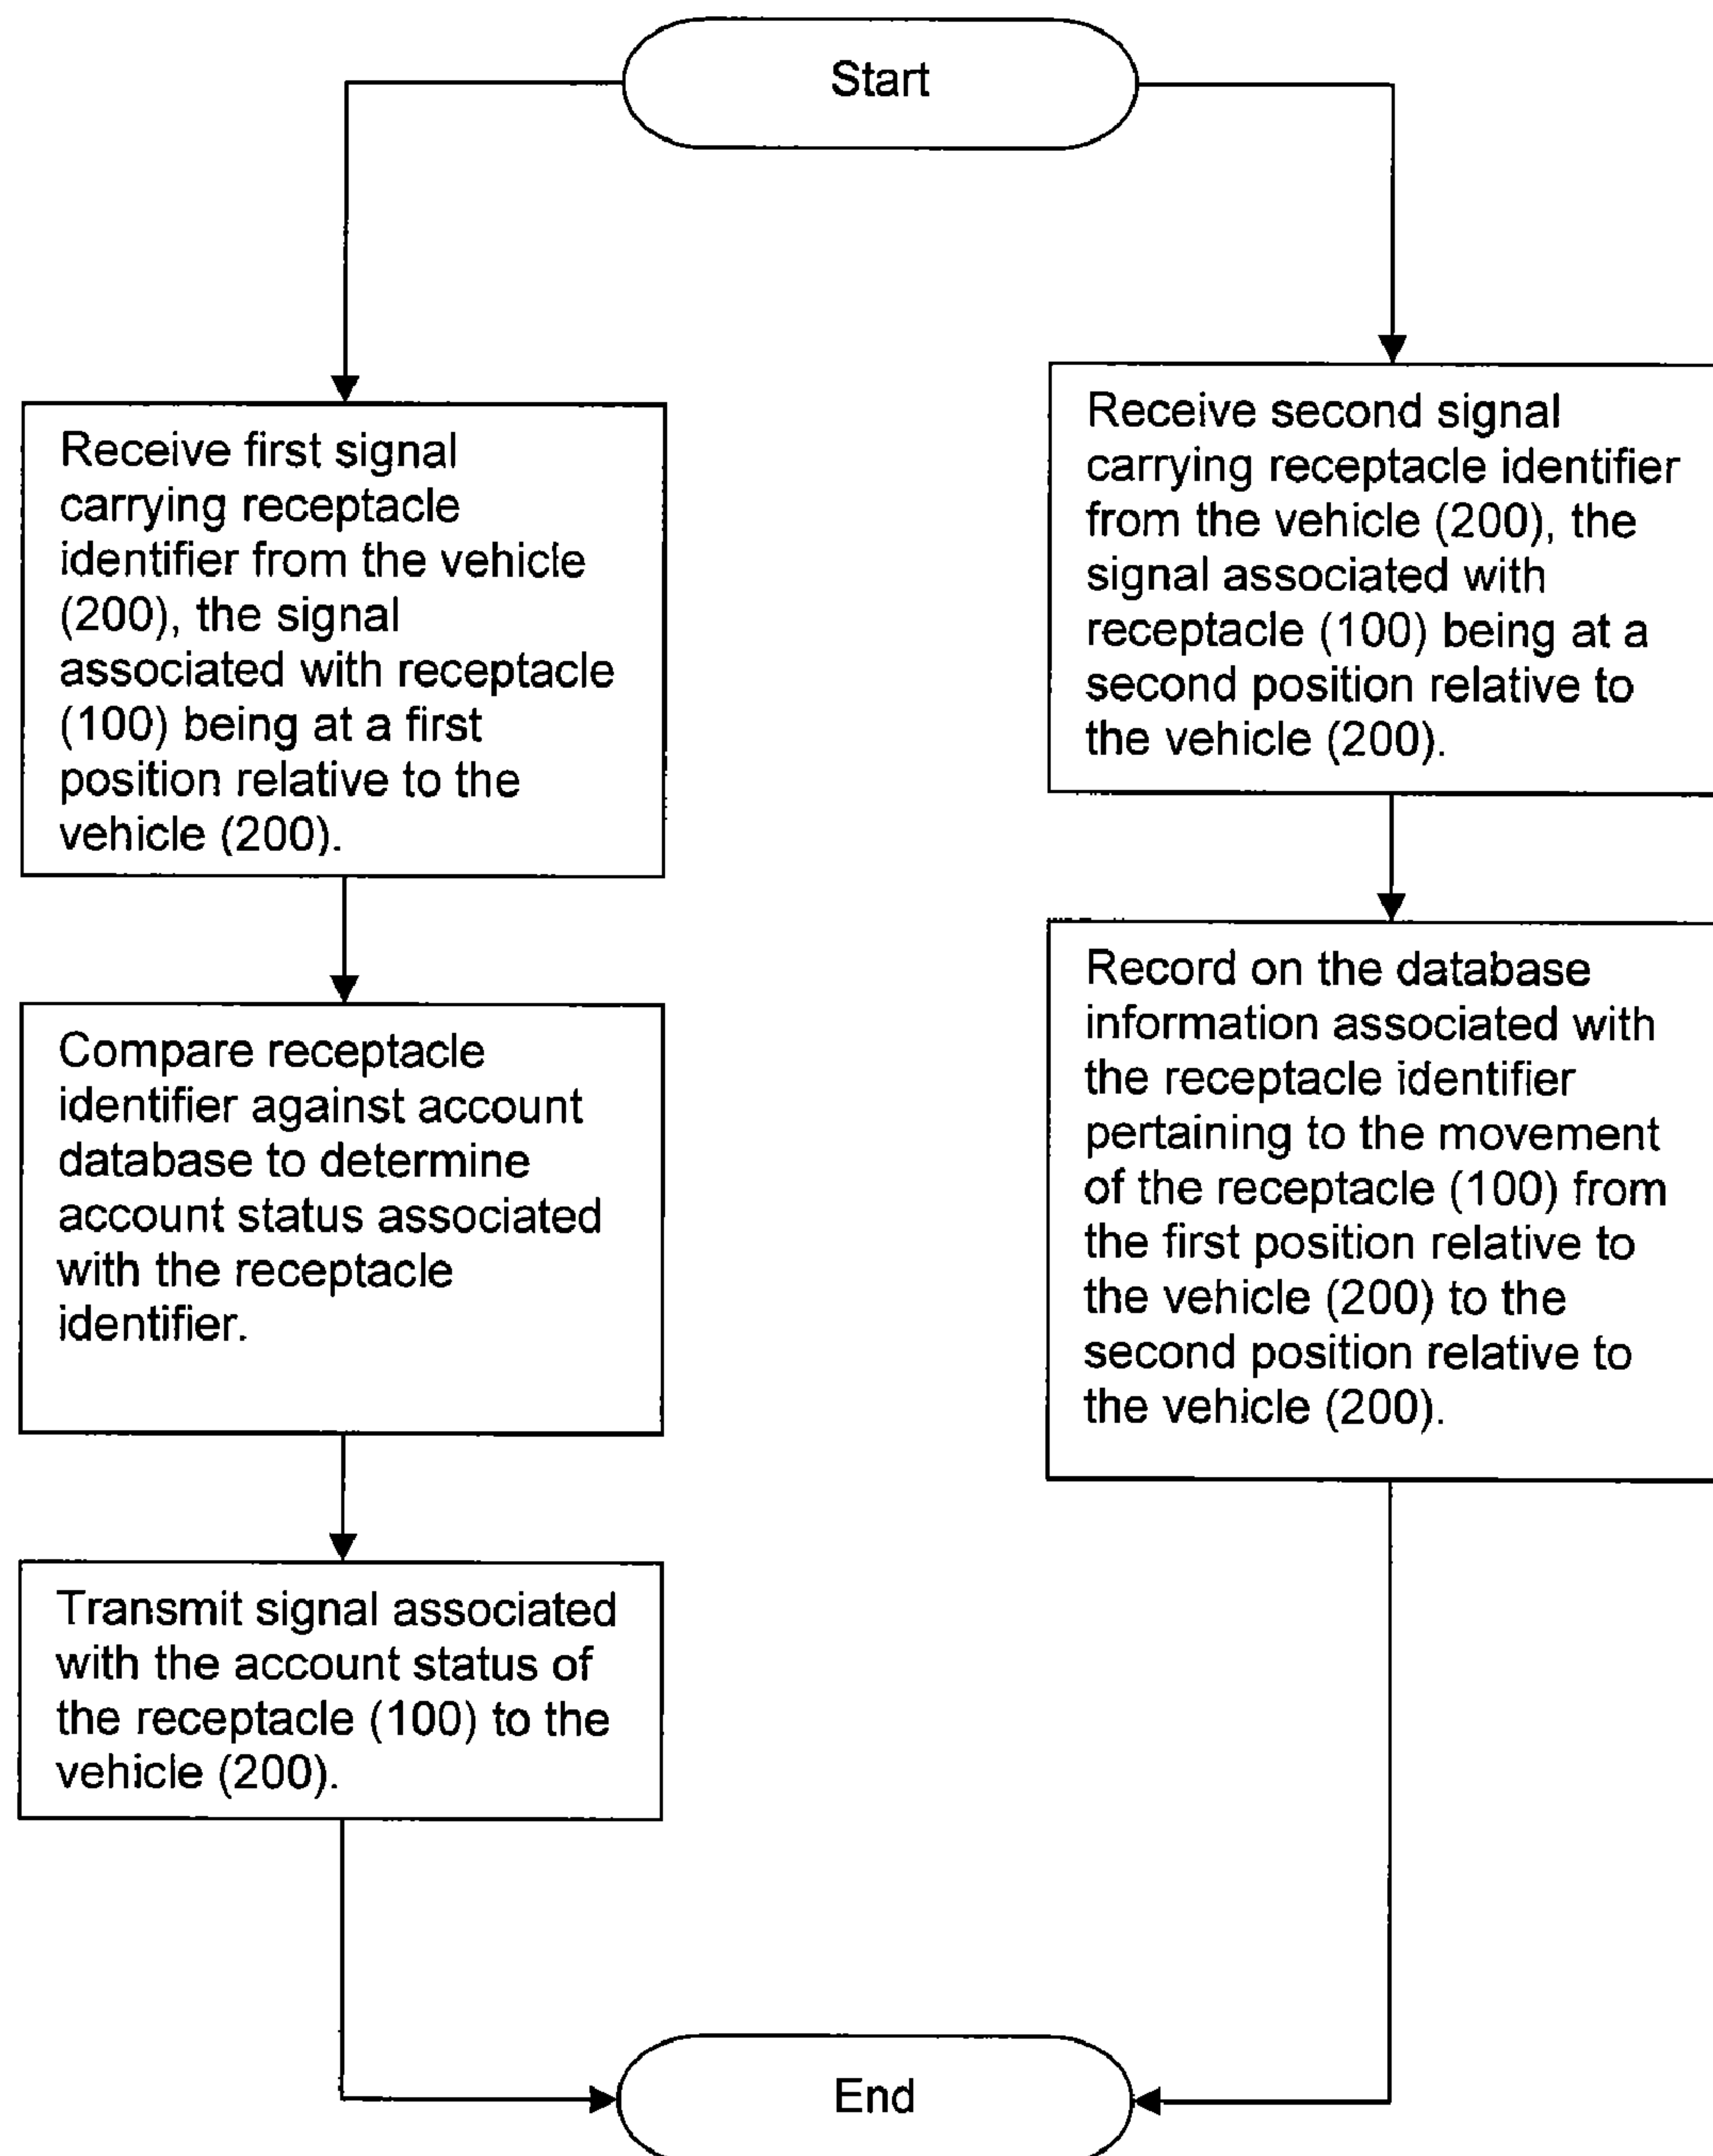 Start
Receive first signal
carrying receptacle
identifier from the vehicle
(200), the signal
associated with receptacle
(100) being at a first
position relative to the
vehicle (200).
Compare receptacle
identifier against account
database to determine
account status associated
with the receptacle
identifier.
Transmit signal associated
with the account status of
the receptacle (100) to the
vehicle (200).
Receive second signal
carrying receptacle identifier
from the vehicle (200), the
signal associated with
receptacle (100) being at a
second position relative to
the vehicle (200).
Record on the database
information associated with
the receptacle identifier
pertaining to the movement
of the receptacle (100) from
the first position relative to
the vehicle (200) to the
second position relative to
the vehicle (200).
End